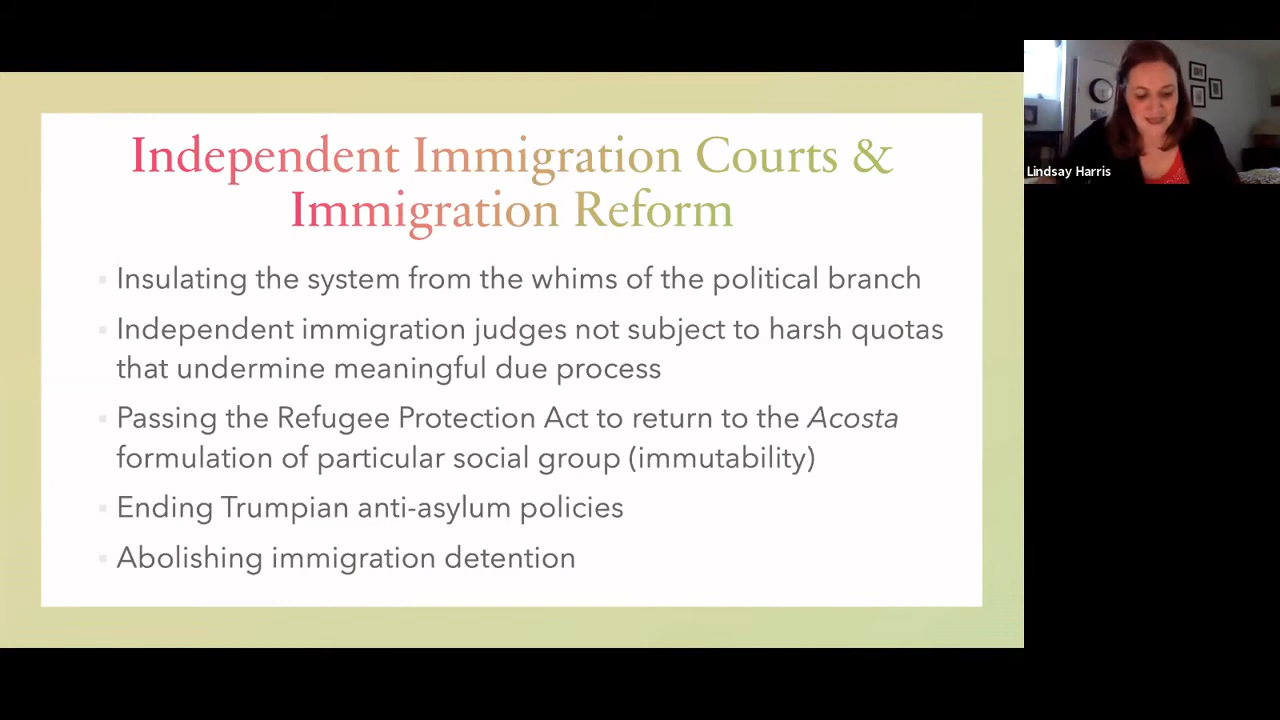 Independent Immigration Courts &
Immigration Reform
Insulating the system from the whims of the political branch
Independent immigration judges not subject to harsh quotas
that undermine meaningful due process
Passing the Refugee Protection Act to return to the Acosta
formulation of particular social group (immutability)
Ending Trumpian anti-asylum policies
Abolishing immigration detention
Lindsay Harris